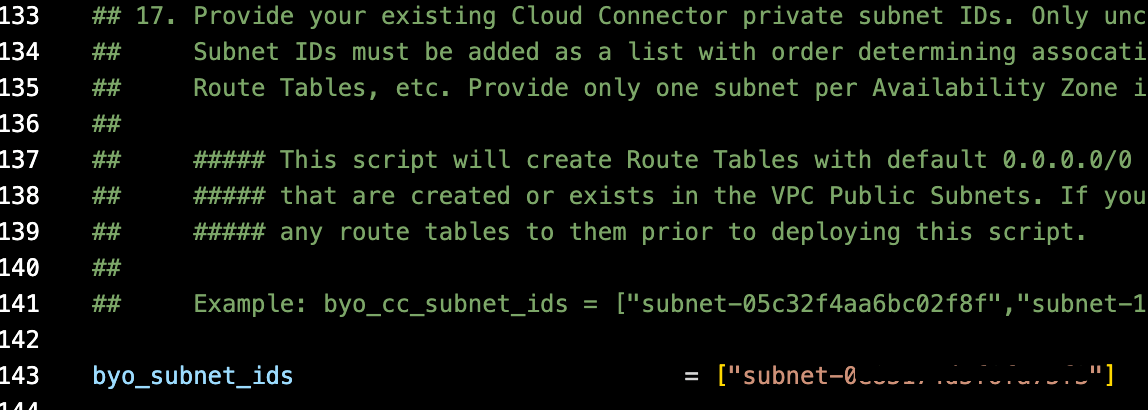 133 ## 17. Provide your existing Cloud Connector private subnet IDs. Only unc
134 ## Subnet IDs must be added as a list with order determining assocati
135 ## Route Tables, etc. Provide only one subnet per Availability Zone i
136 ##
137 ## ##### This script will create Route Tables with default 0.0.0.0/0
138 ## ##### that are created or exists in the VPC Public Subnets. If you
139 ## ##### any route tables to them prior to deploying this script.
140 ##
141 ## Example: byo_cc_subnet_ids = ["subnet-05c32f4aa6bc02f8f","subnet-1
142
143 byo_subnet_ids = ["subnet-0"]
144